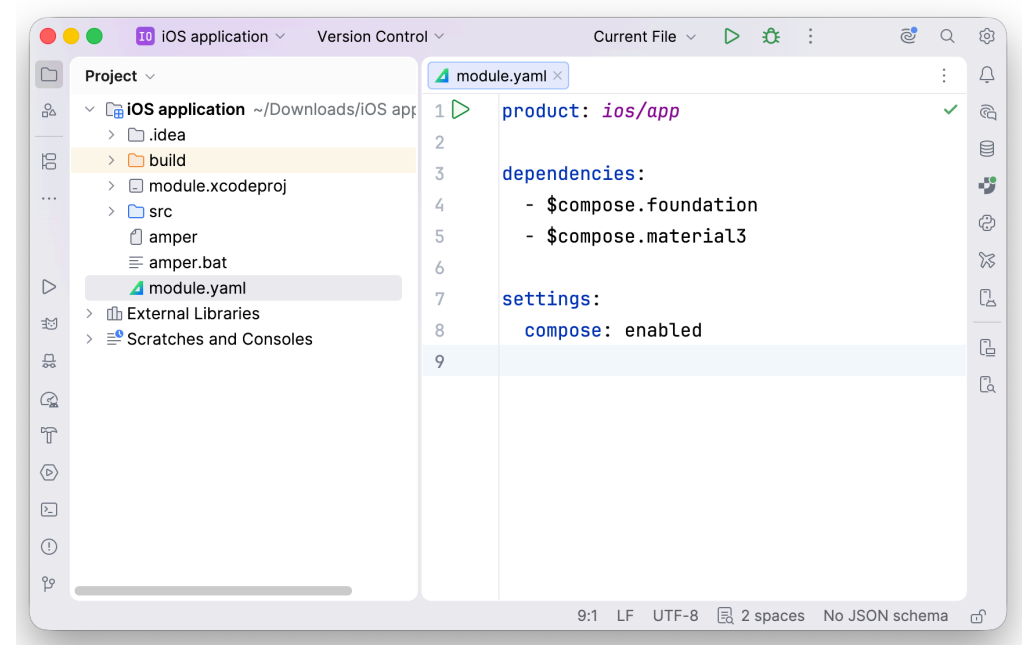 IO iOS application Version Control Current File
Project
iOS application ~/Downloads/iOS app
.idea
build
module.xcodeproj
src
amper
amper.bat
module.yaml
External Libraries
Scratches and Consoles
module.yaml
1 product: ios/app
2
3 dependencies:
4 - $compose.foundation
5 - $compose.material3
6
7 settings:
8 compose: enabled
9
9:1 LF UTF-8 2 spaces No JSON schema